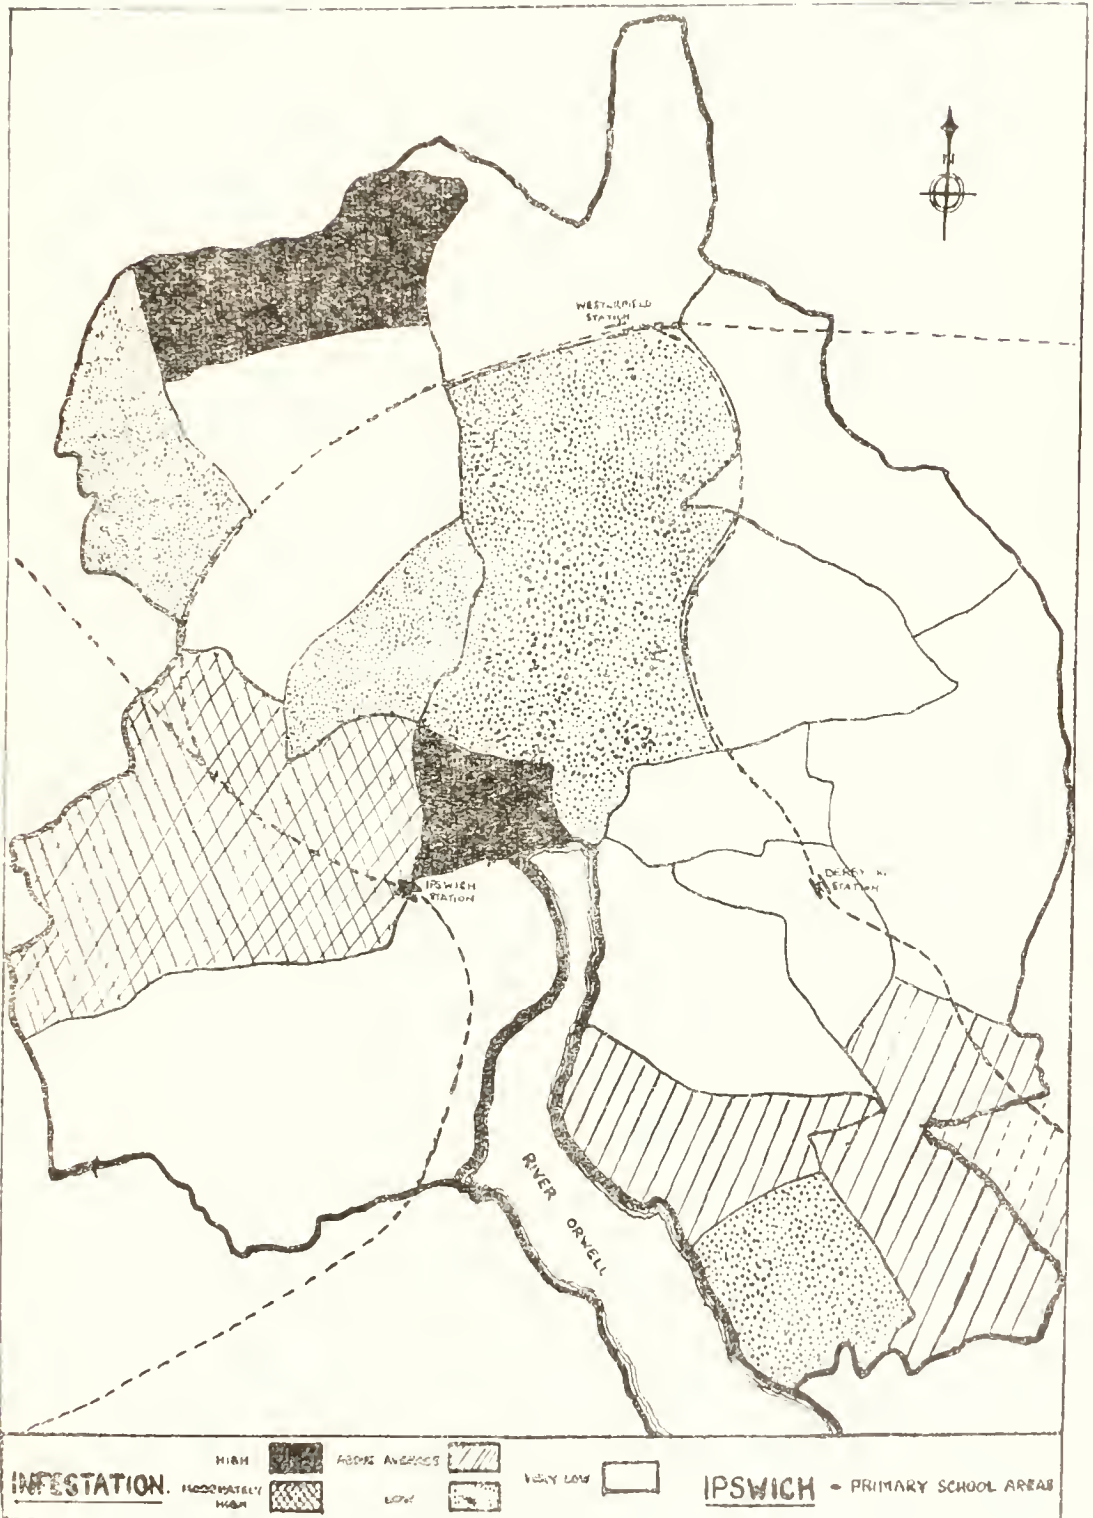 N
WESTERFIELD
STATION
IPSWICH
STATION
DERBY
STATION
RIVER ORWELL
INFESTATION.
HIGH
MODERATELY
HIGH
ABOVE AVERAGE
LOW
VERY LOW
IPSWICH - PRIMARY SCHOOL AREAS